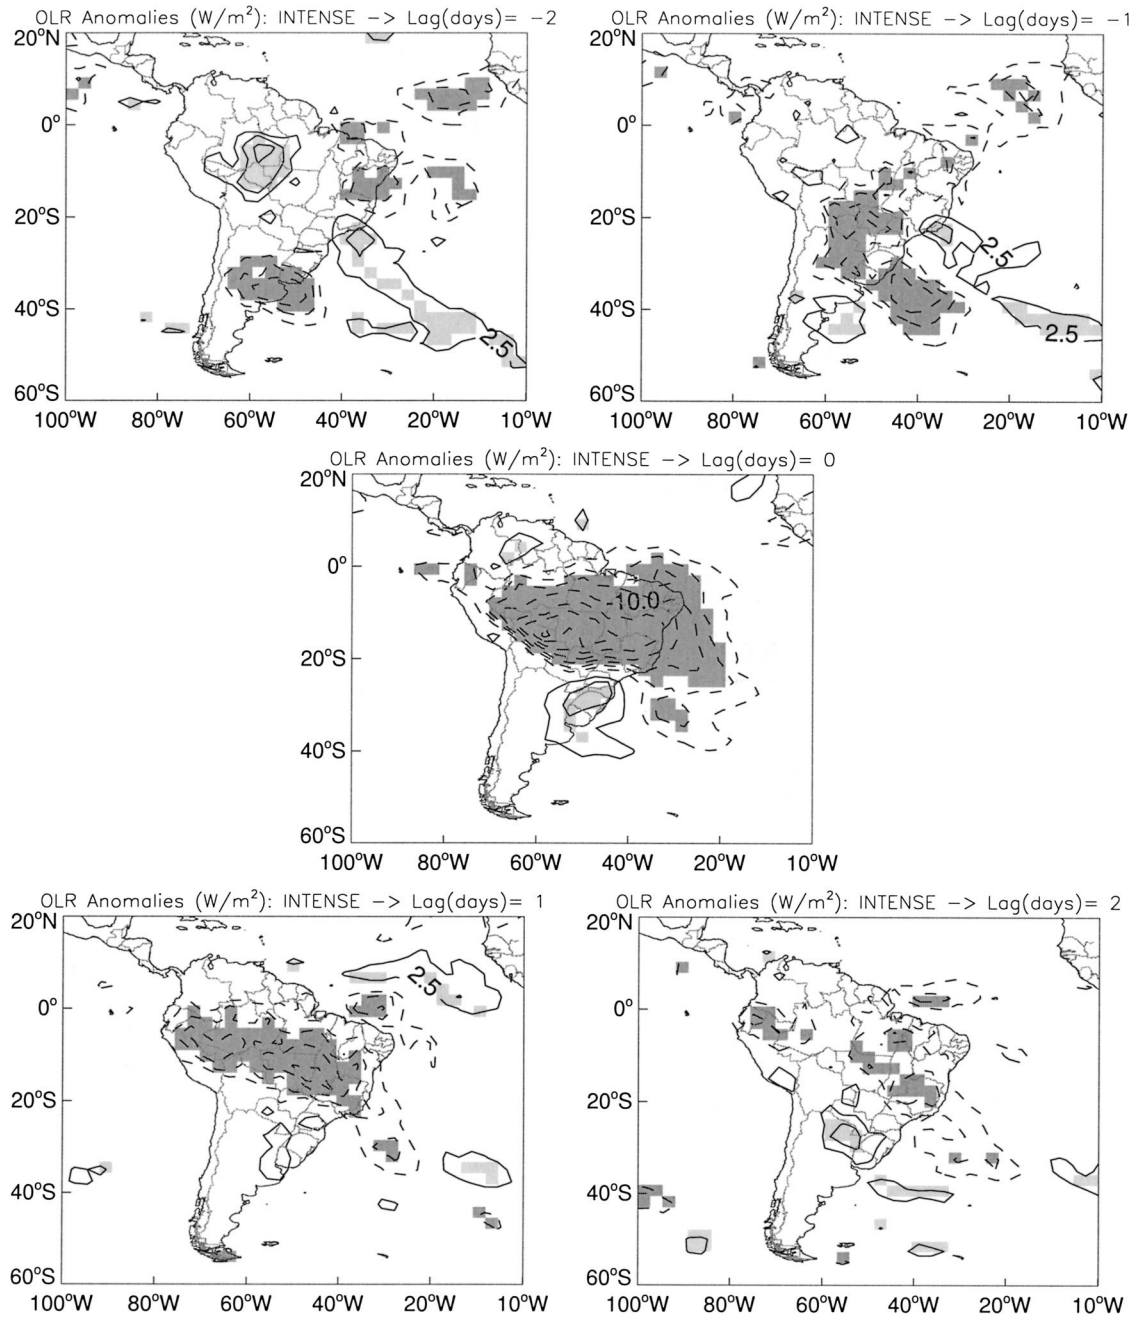 OLR Anomalies (W/m²): INTENSE -> Lag(days)= -2
20°N
0°
20°S
40°S
60°S
2.5
100°W 80°W 60°W 40°W 20°W 10°W
OLR Anomalies (W/m²): INTENSE -> Lag(days)= -1
20°N
0°
20°S
40°S
60°S
2.5
2.5
100°W 80°W 60°W 40°W 20°W 10°W
OLR Anomalies (W/m²): INTENSE -> Lag(days)= 0
20°N
0°
-10.0
20°S
40°S
60°S
100°W 80°W 60°W 40°W 20°W 10°W
OLR Anomalies (W/m²): INTENSE -> Lag(days)= 1
20°N
2.5
0°
20°S
40°S
60°S
100°W 80°W 60°W 40°W 20°W 10°W
OLR Anomalies (W/m²): INTENSE -> Lag(days)= 2
20°N
0°
20°S
40°S
60°S
100°W 80°W 60°W 40°W 20°W 10°W